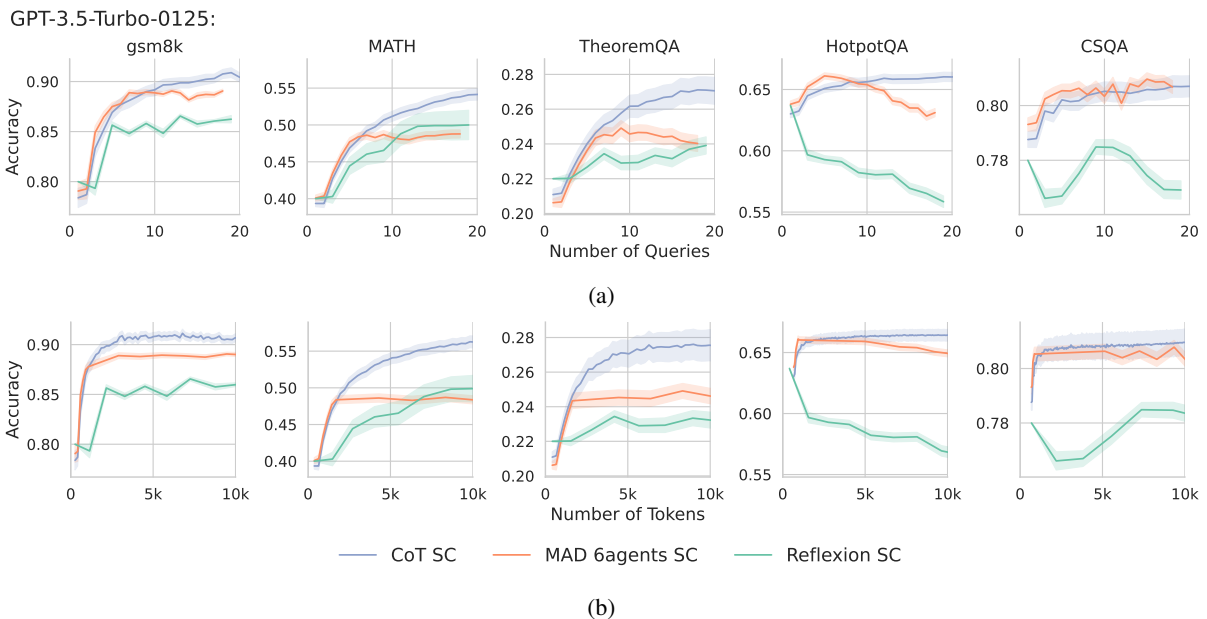 GPT-3.5-Turbo-0125:
gsm8k MATH TheoremQA HotpotQA CSQA
Accuracy
0.90 0.85 0.80
0.55 0.50 0.45 0.40
0.28 0.26 0.24 0.22 0.20
0.65 0.60 0.55
0.80 0.78
0 10 20 0 10 20 0 10 20 0 10 20 0 10 20
Number of Queries
(a)
Accuracy
0.90 0.85 0.80
0.55 0.50 0.45 0.40
0.28 0.26 0.24 0.22 0.20
0.65 0.60 0.55
0.80 0.78
0 5k 10k 0 5k 10k 0 5k 10k 0 5k 10k 0 5k 10k
Number of Tokens
CoT SC MAD 6agents SC Reflexion SC
(b)